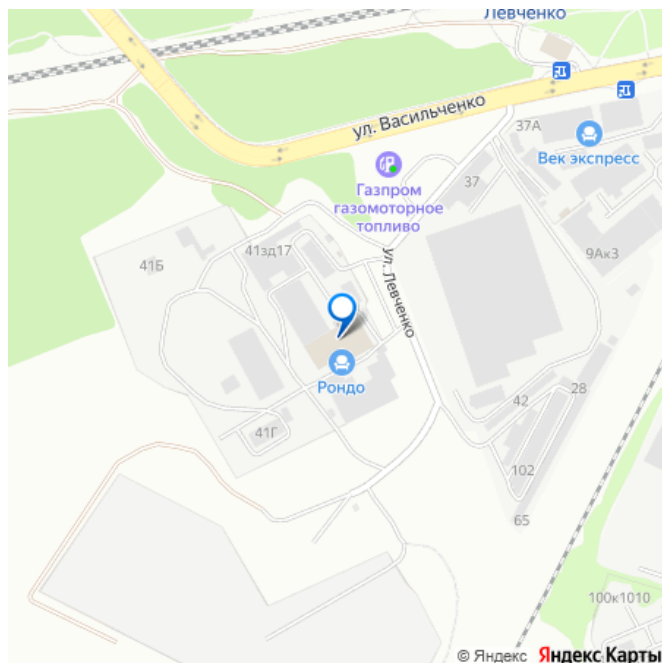 Левченко
ул. Васильченко
37А
Век экспресс
37
Газпром
газомоторное
топливо
9Ак3
41зд17
41Б
ул. Левченко
Рондо
28
42
41Г
102
65
100к1010
© Яндекс Яндекс Карты